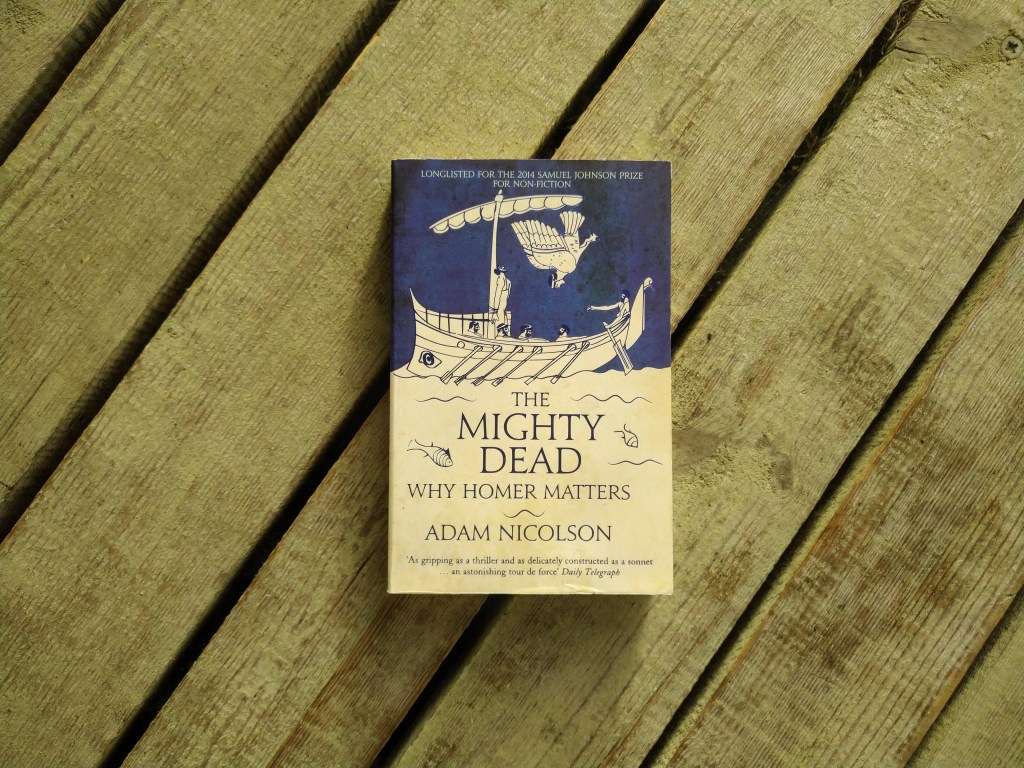 LONGLISTED FOR THE 2014 SAMUEL JOHNSON PRIZE
FOR NON-FICTION
THE
MIGHTY
DEAD
WHY HOMER MATTERS
ADAM NICOLSON
'As gripping as a thriller and as delicately constructed as a sonnet
... an astonishing tour de force' Daily Telegraph